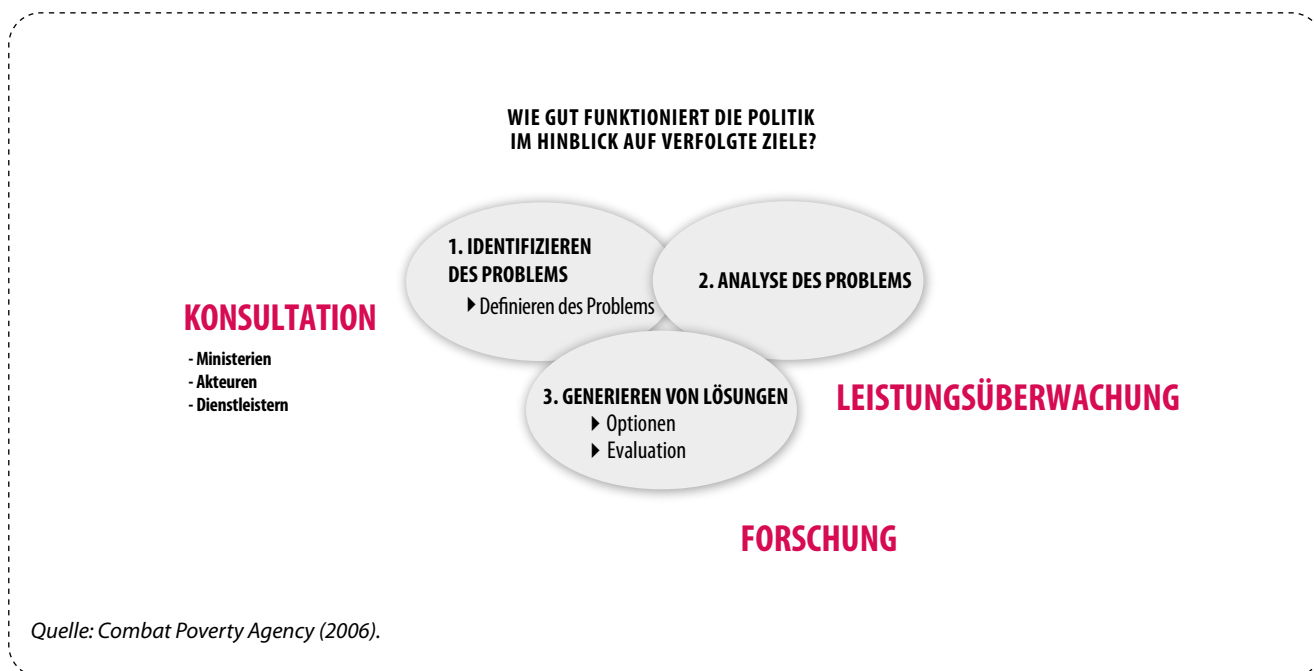 WIE GUT FUNKTIONIERT DIE POLITIK
IM HINBLICK AUF VERFOLGTE ZIELE?
1. IDENTIFIZIEREN
DES PROBLEMS
▶ Definieren des Problems
2. ANALYSE DES PROBLEMS
KONSULTATION
- Ministerien
- Akteuren
- Dienstleistern
3. GENERIEREN VON LÖSUNGEN
▶ Optionen
▶ Evaluation
LEISTUNGSÜBERWACHUNG
FORSCHUNG
Quelle: Combat Poverty Agency (2006).